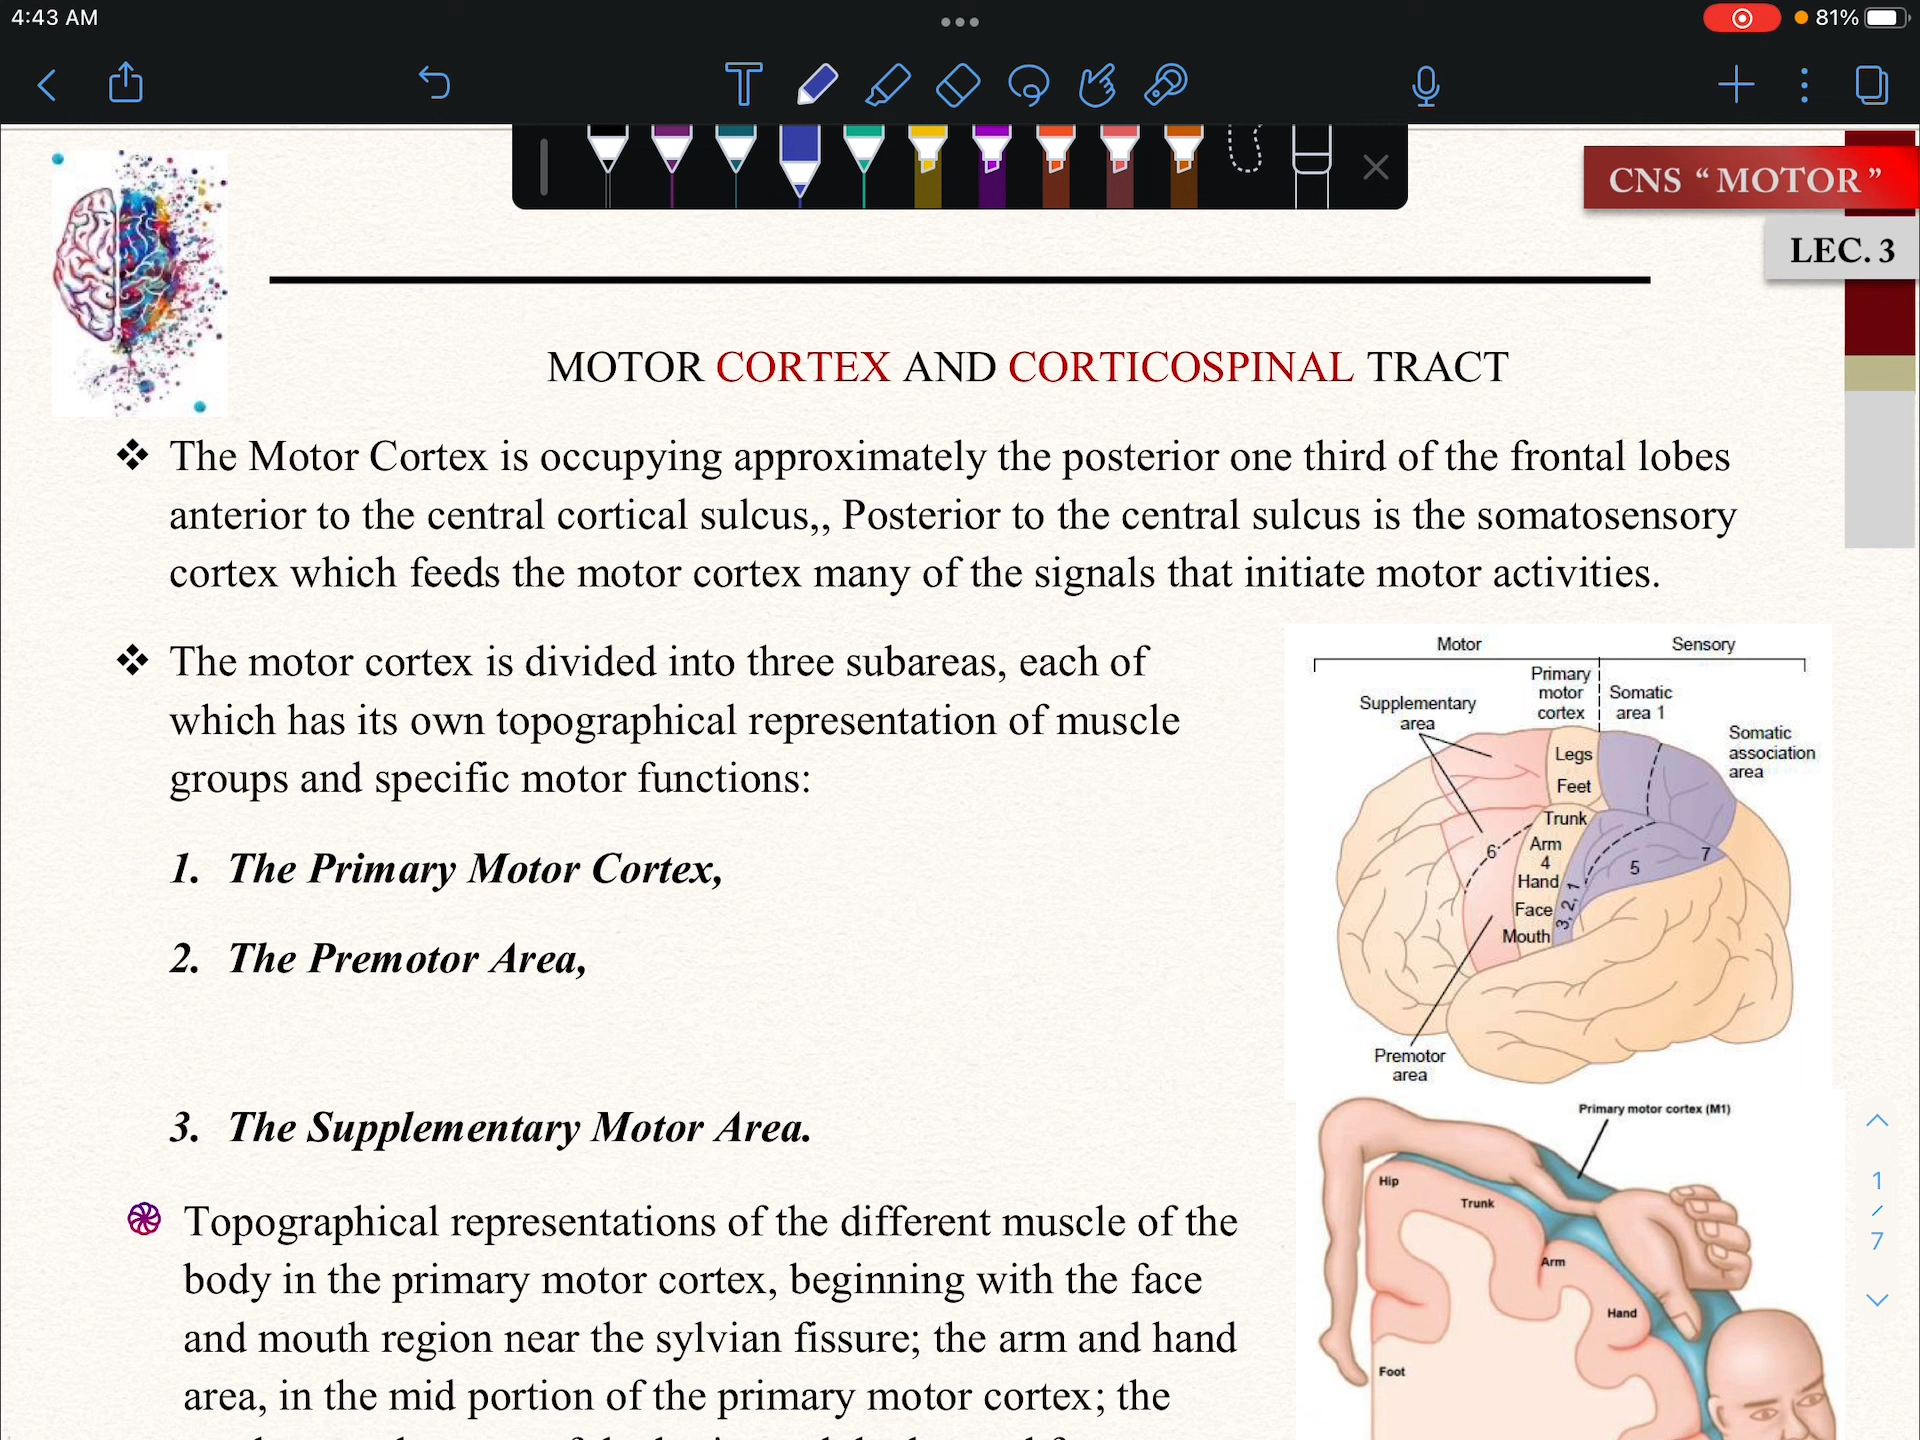 4:43 AM
81%
CNS “MOTOR”
LEC. 3
MOTOR CORTEX AND CORTICOSPINAL TRACT
❖ The Motor Cortex is occupying approximately the posterior one third of the frontal lobes
anterior to the central cortical sulcus,, Posterior to the central sulcus is the somatosensory
cortex which feeds the motor cortex many of the signals that initiate motor activities.
❖ The motor cortex is divided into three subareas, each of
which has its own topographical representation of muscle
groups and specific motor functions:
1. The Primary Motor Cortex,
2. The Premotor Area,
3. The Supplementary Motor Area.
Topographical representations of the different muscle of the
body in the primary motor cortex, beginning with the face
and mouth region near the sylvian fissure; the arm and hand
area, in the mid portion of the primary motor cortex; the
Motor
Sensory
Primary
motor
cortex
Somatic
area 1
Supplementary
area
Somatic
association
area
Legs
Feet
Trunk
Arm
4
Hand
Face
Mouth
6
3, 2, 1
5
7
Premotor
area
Primary motor cortex (M1)
Hip
Trunk
Arm
Hand
Foot
1
/
7